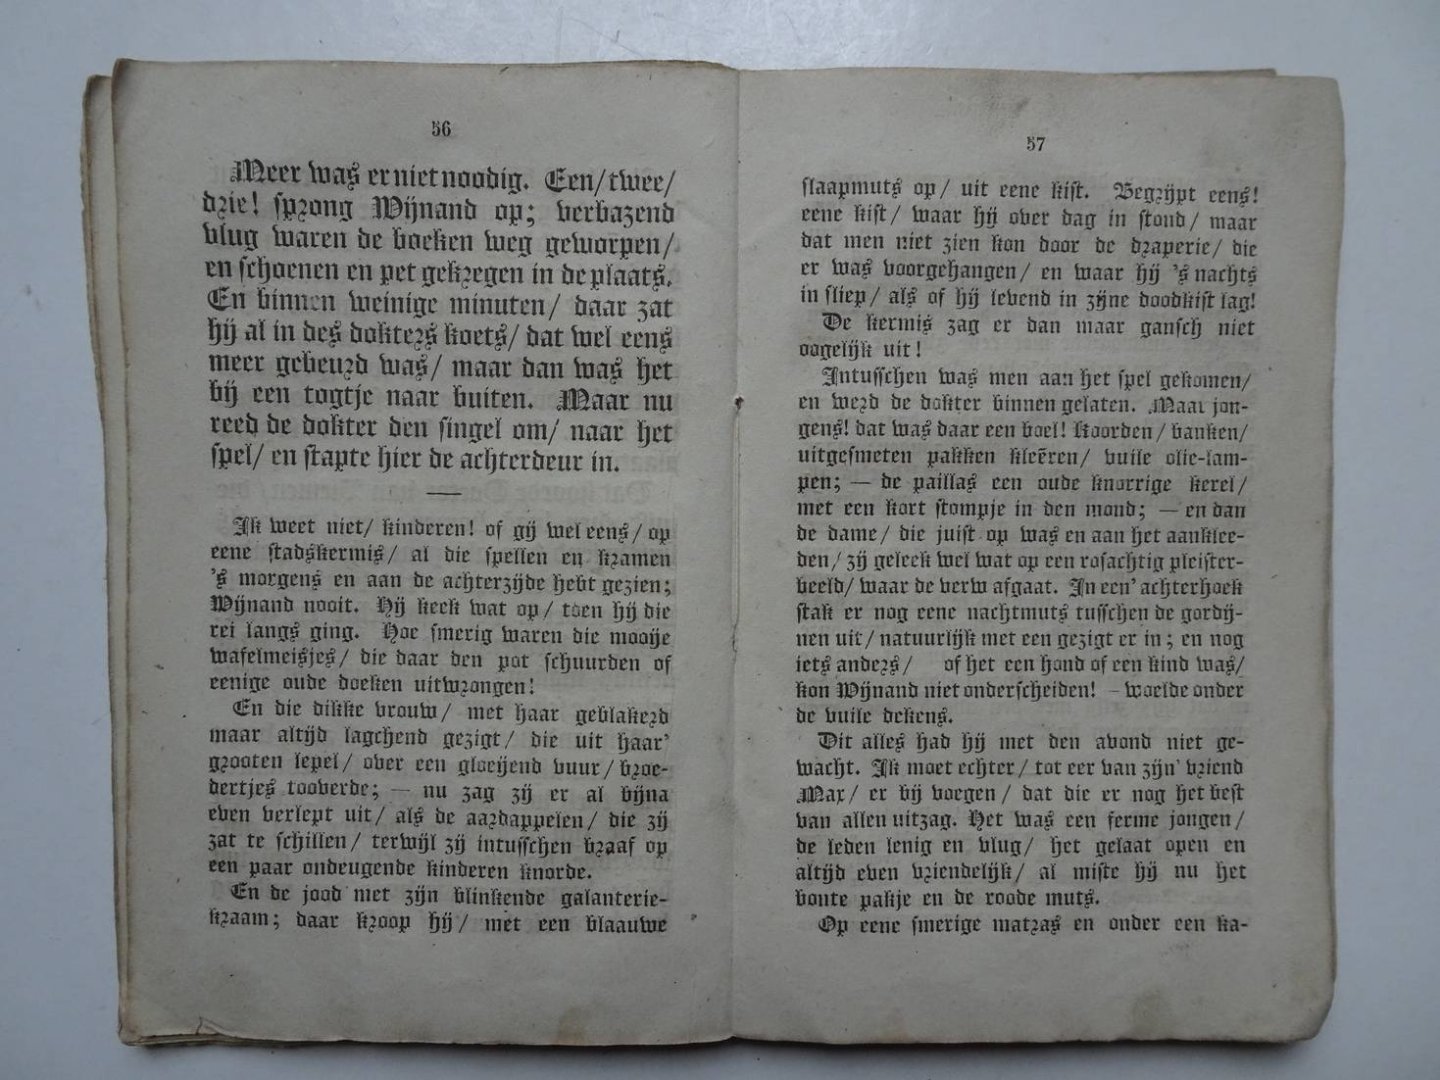 56
Meer was er niet noodig. Een/ twee/
drie! sprong Wijnand op; verbazend
vlug waren de boeken weg geworpen/
en schoenen en pet gekregen in de plaats.
En binnen weinige minuten/ daar zat
hij al in des dokters koets/ dat wel eens
meer gebeurd was/ maar dan was het
bij een togtje naar buiten. Maar nu
reed de dokter den singel om/ naar het
spel/ en stapte hier de achterdeur in.
Ik weet niet/ kinderen! of gij wel eens/ op
eene stadskermis/ al die spellen en kramen
's morgens en aan de achterzijde hebt gezien;
Wijnand nooit. Hij keek wat op/ toen hij die
rei langs ging. Hoe smerig waren die mooije
wafelmeisjes/ die daar den pot schuurden of
eenige oude doeken uitwrongen!
En die dikke vrouw/ met haar geblakerd
maar altijd lagchend gezigt/ die uit haar'
grooten lepel/ over een gloeijend vuur/ broe-
dertjes tooverde; — nu zag zij er al bijna
even verlept uit/ als de aardappelen/ die zij
zat te schillen/ terwijl zij intusschen braaf op
een paar ondeugende kinderen knorde.
En de jood met zijn blinkende galanterie-
kraam; daar kroop hij/ met een blaauwe
57
slaapmuts op/ uit eene kist. Begrijpt eens!
eene kist/ waar hij over dag in stond/ maar
dat men niet zien kon door de draperie/ die
er was voorgehangen/ en waar hij 's nachts
in sliep/ als of hij levend in zijne doodkist lag!
De kermis zag er dan maar gansch niet
oogelijk uit!
Intusschen was men aan het spel gekomen/
en werd de dokter binnen gelaten. Maar jon-
gens! dat was daar een boel! Koorden/ banken/
uitgesmeten pakken kleêren/ vuile olie-lam-
pen; — de paillas een oude knorrige kerel/
met een kort stompje in den mond; — en dan
de dame/ die juist op was en aan het aanklee-
den/ zij geleek wel wat op een rosachtig pleister-
beeld/ waar de verw afgaat. In een' achterhoek
stak er nog eene nachtmuts tusschen de gordij-
nen uit/ natuurlijk met een gezigt er in; en nog
iets anders/ of het een hond of een kind was/
kon Wijnand niet onderscheiden! – woelde onder
de vuile dekens.
Dit alles had hij met den avond niet ge-
wacht. Ik moet echter/ tot eer van zijn' vriend
Max/ er bij voegen/ dat die er nog het best
van allen uitzag. Het was een ferme jongen/
de leden lenig en vlug/ het gelaat open en
altijd even vriendelijk/ al miste hij nu het
bonte pakje en de roode muts.
Op eene smerige matras en onder een ka-